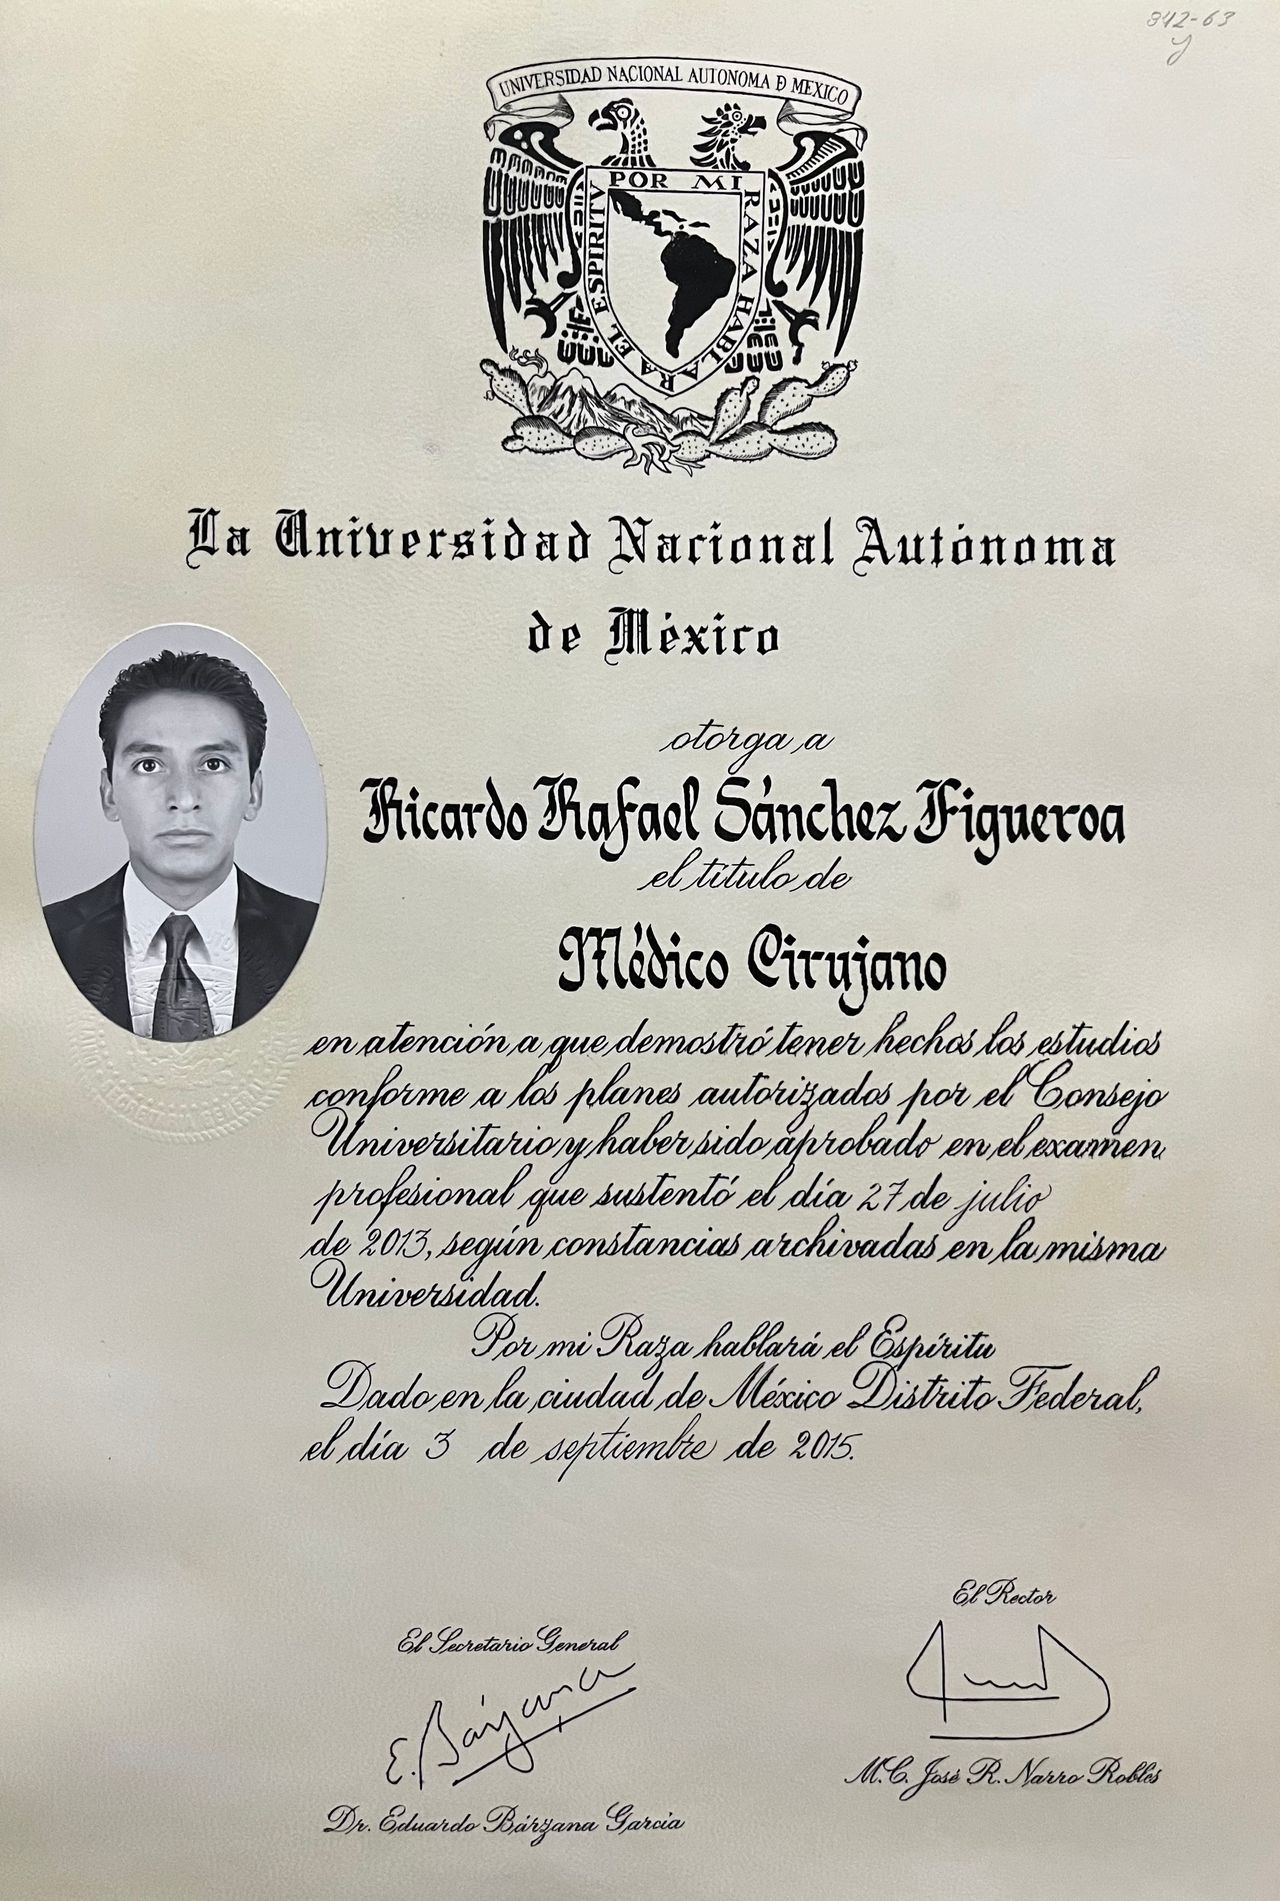 842-63
UNIVERSIDAD NACIONAL AUTONOMA D MEXICO
POR MI RAZA HABLARA EL ESPIRITV
La Universidad Nacional Autónoma
de México
otorga a
Ricardo Rafael Sánchez Figueroa
el título de
Médico Cirujano
en atención a que demostró tener hechos los estudios
conforme a los planes autorizados por el Consejo
Universitario y haber sido aprobado en el examen
profesional que sustentó el día 27 de julio
de 2013, según constancias archivadas en la misma
Universidad.
Por mi Raza hablará el Espíritu
Dado en la ciudad de México Distrito Federal,
el día 3 de septiembre de 2015.
El Rector
El Secretario General
E. Bárzana
M.C. José R. Narro Robles
Dr. Eduardo Bárzana García